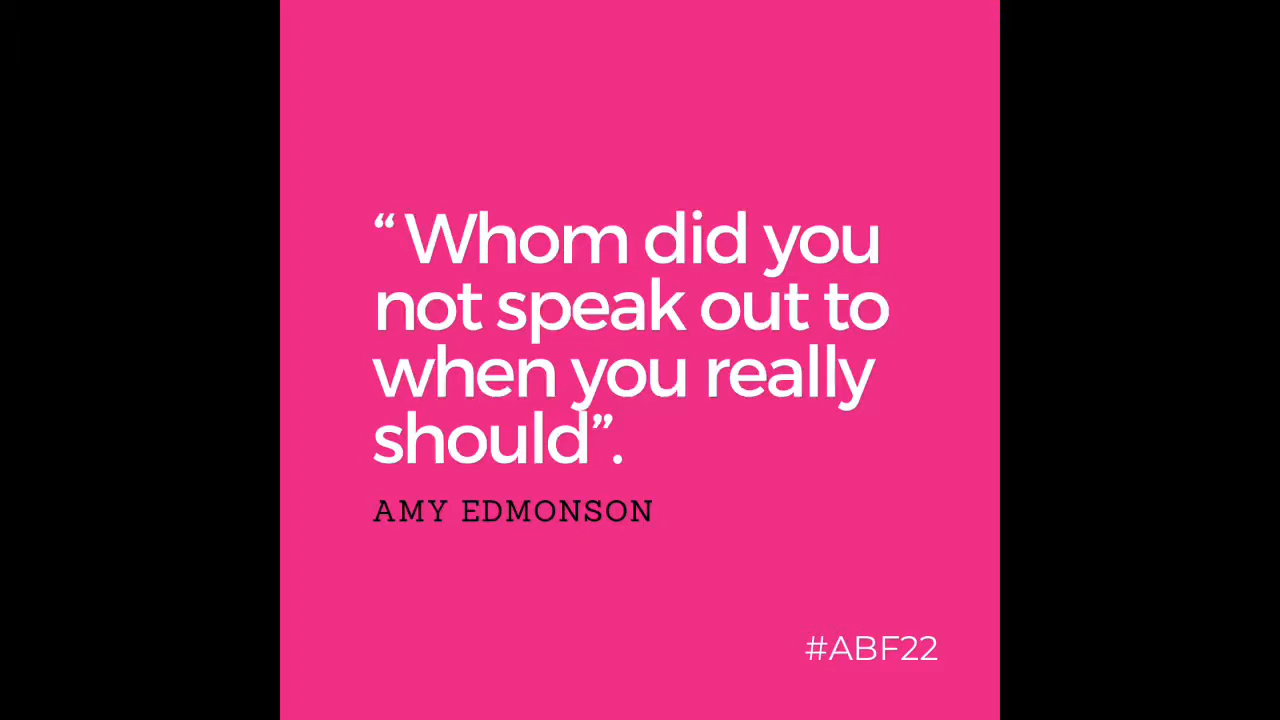 “ Whom did you
not speak out to
when you really
should”.
AMY EDMONSON
#ABF22